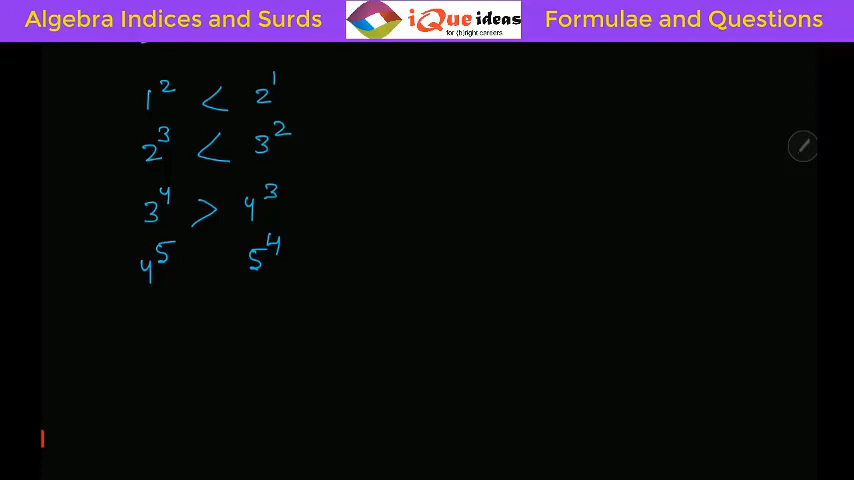 Algebra Indices and Surds
iQue ideas
for (b)right careers
Formulae and Questions
1² < 2¹
2³ < 3²
3⁴ > 4³
4⁵ 5⁴